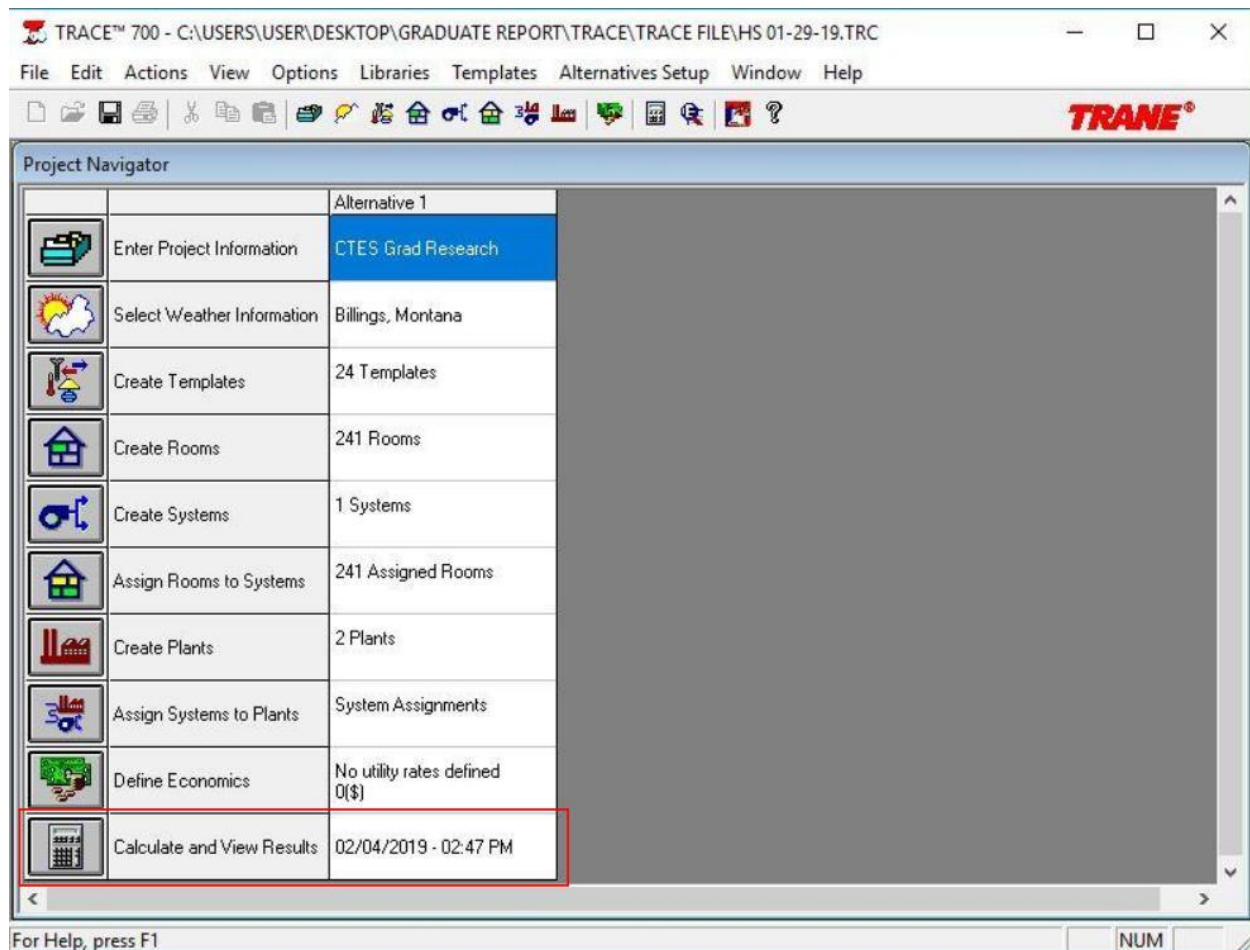 TRACE™ 700 - C:\USERS\USER\DESKTOP\GRADUATE REPORT\TRACE\TRACE FILE\HS 01-29-19.TRC
File Edit Actions View Options Libraries Templates Alternatives Setup Window Help
TRANE®
Project Navigator
Alternative 1
Enter Project Information CTES Grad Research
Select Weather Information Billings, Montana
Create Templates 24 Templates
Create Rooms 241 Rooms
Create Systems 1 Systems
Assign Rooms to Systems 241 Assigned Rooms
Create Plants 2 Plants
Assign Systems to Plants System Assignments
Define Economics No utility rates defined
0($)
Calculate and View Results 02/04/2019 - 02:47 PM
For Help, press F1 NUM